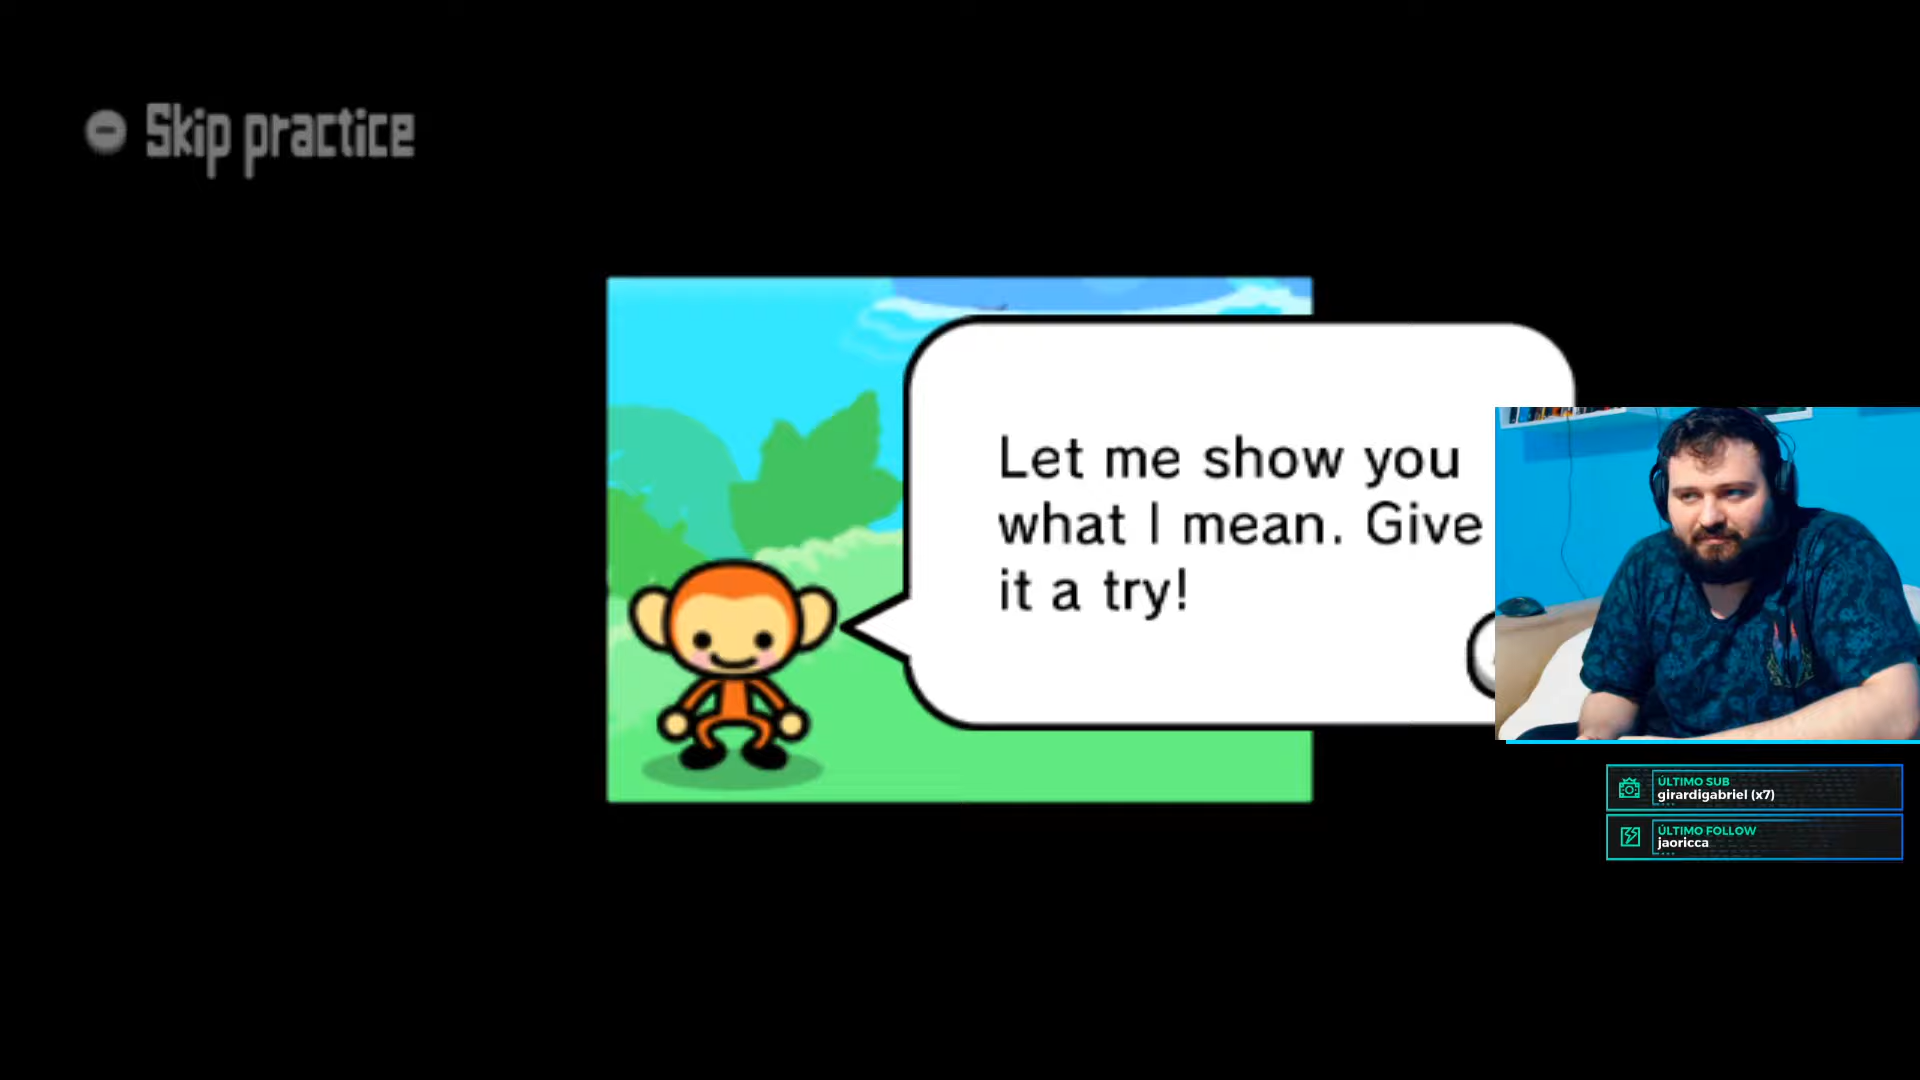 Skip practice
Let me show you
what I mean. Give
it a try!
ÚLTIMO SUB
girardigabriel (x7)
ÚLTIMO FOLLOW
jaoricca